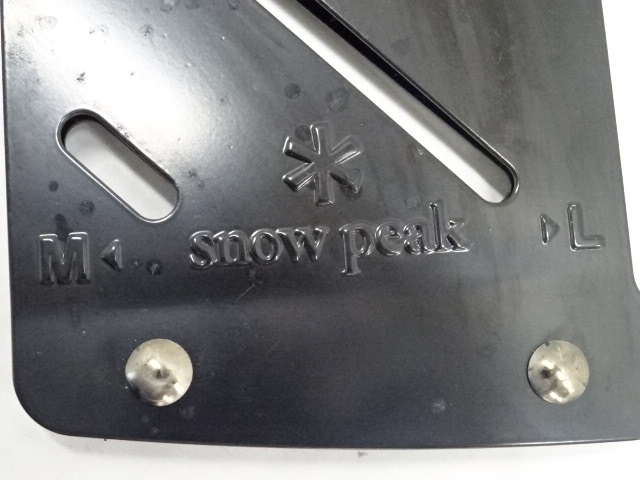 snow peak
M ◂
▹ L